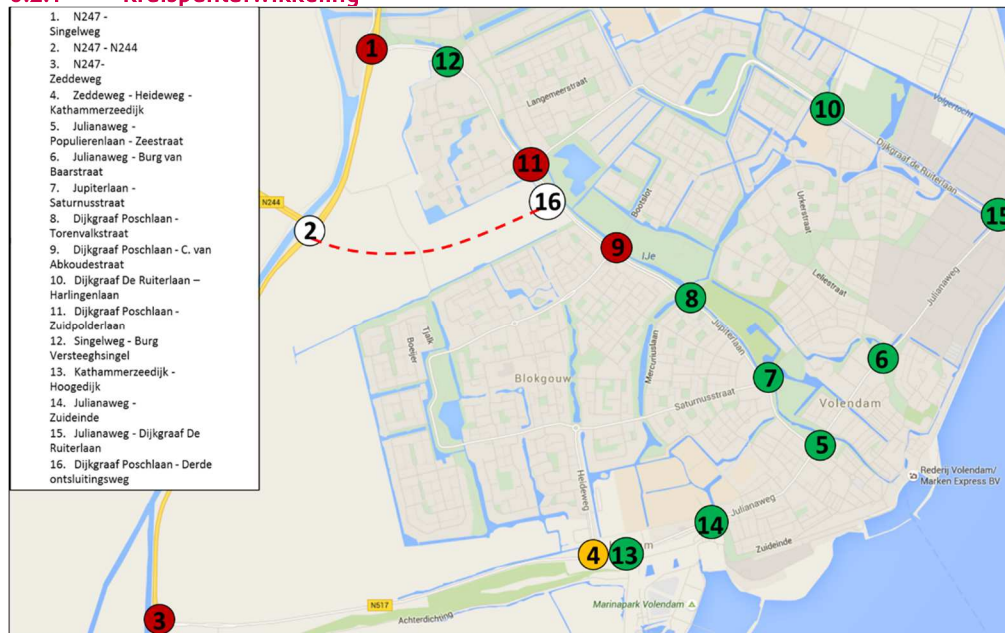 1. N247 -
Singelweg
2. N247 - N244
3. N247-
Zeddeweg
4. Zeddeweg - Heideweg -
Kathammerzeedijk
5. Julianaweg -
Populierenlaan - Zeestraat
6. Julianaweg - Burg van
Baarstraat
7. Jupiterlaan -
Saturnusstraat
8. Dijkgraaf Poschlaan -
Torenvalkstraat
9. Dijkgraaf Poschlaan - C. van
Abkoudestraat
10. Dijkgraaf De Ruiterlaan –
Harlingenlaan
11. Dijkgraaf Poschlaan -
Zuidpolderlaan
12. Singelweg - Burg
Versteeghsingel
13. Kathammerzeedijk -
Hoogedijk
14. Julianaweg -
Zuideinde
15. Julianaweg - Dijkgraaf De
Ruiterlaan
16. Dijkgraaf Poschlaan - Derde
ontsluitingsweg
1
12
Langemeerstraat
10
Volgertocht
Dijkgraaf de Ruiterlaan
11
16
N244
2
Bootslot
Urkerstraat
15
9
IJe
Leliestraat
Julianaweg
8
Jupiterlaan
Tjalk
Boeijer
Mercuriuslaan
6
Blokgouw
7
Saturnusstraat
Volendam
5
Rederij Volendam/
Marken Express BV
Heideweg
Julianaweg
14
Zuideinde
4
13
N517
Marinapark Volendam
Achterdichting
3